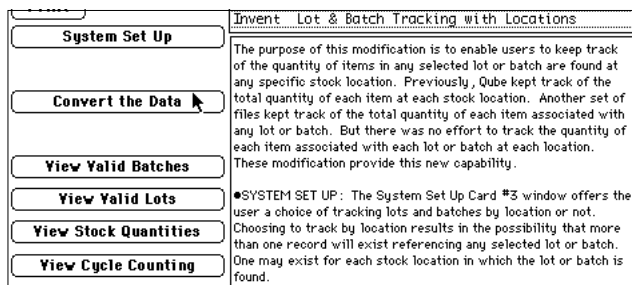 Invent Lot & Batch Tracking with Locations
System Set Up
Convert the Data
View Valid Batches
View Valid Lots
View Stock Quantities
View Cycle Counting
The purpose of this modification is to enable users to keep track
of the quantity of items in any selected lot or batch are found at
any specific stock location. Previously, Qube kept track of the
total quantity of each item at each stock location. Another set of
files kept track of the total quantity of each item associated with
any lot or batch. But there was no effort to track the quantity of
each item associated with each lot or batch at each location.
These modification provide this new capability.
●SYSTEM SET UP: The System Set Up Card #3 window offers the
user a choice of tracking lots and batches by location or not.
Choosing to track by location results in the possibility that more
than one record will exist referencing any selected lot or batch.
One may exist for each stock location in which the lot or batch is
found.